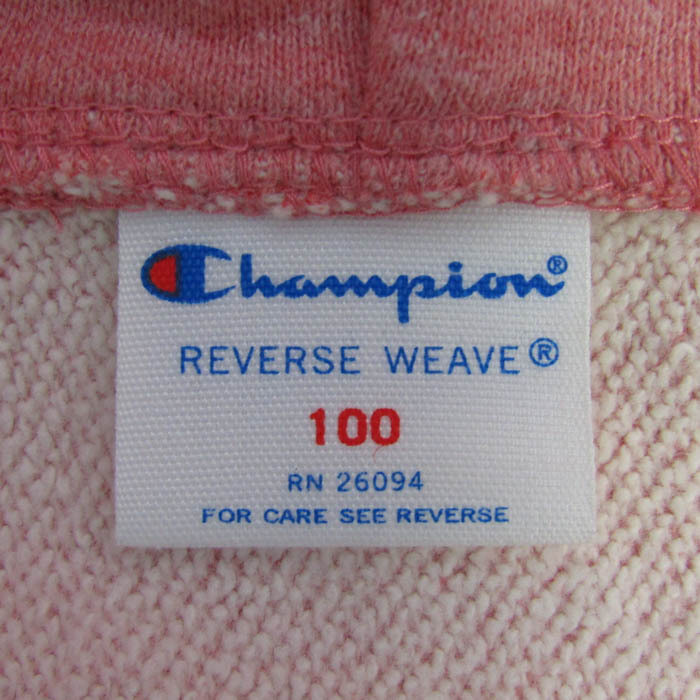 Champion®
REVERSE WEAVE®
100
RN 26094
FOR CARE SEE REVERSE